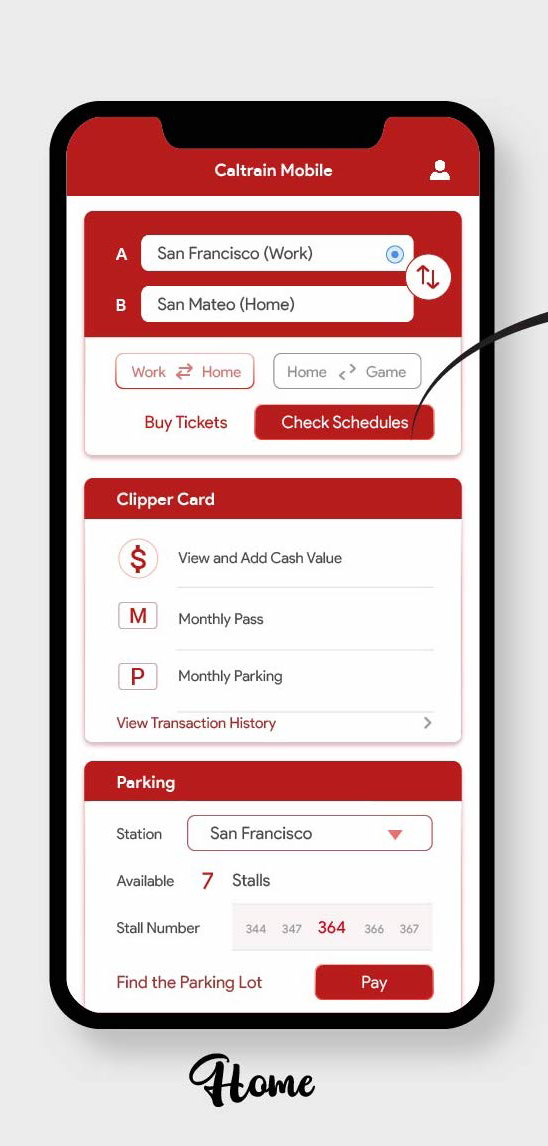 Caltrain Mobile
A San Francisco (Work)
B San Mateo (Home)
Work Home Home Game
Buy Tickets Check Schedules
Clipper Card
$ View and Add Cash Value
M Monthly Pass
P Monthly Parking
View Transaction History
Parking
Station San Francisco
Available 7 Stalls
Stall Number 344 347 364 366 367
Find the Parking Lot Pay
Home